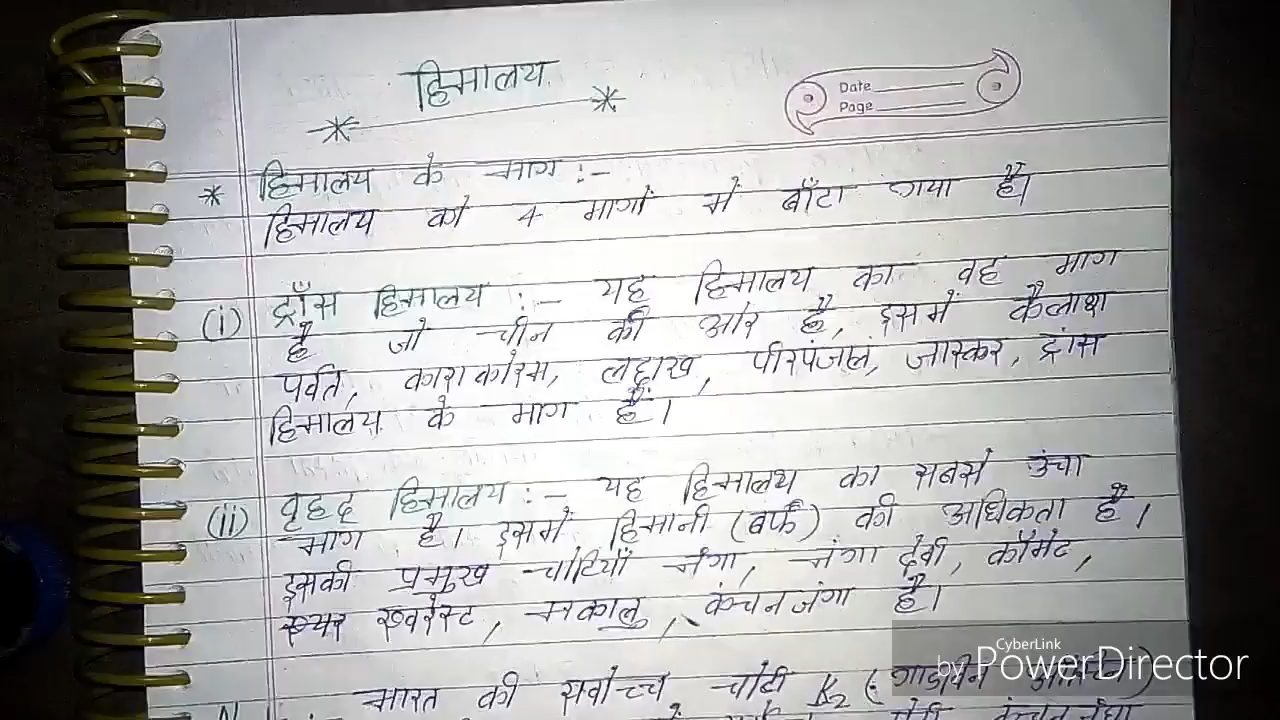 हिमालय
Date
Page
* हिमालय के भाग :-
हिमालय को 4 भागों में बाँटा गया है।
(i) ट्राँस हिमालय :- यह हिमालय का वह भाग
है जो चीन की ओर है, इसमें कैलाश
पर्वत, काराकोरम, लद्दाख, पीरपंजाल, जास्कर, ट्रांस
हिमालय के भाग हैं।
(ii) वृहद हिमालय :- यह हिमालय का सबसे उंचा
भाग है। इसमें हिमानी (बर्फ) की अधिकता है।
इसकी प्रमुख चोटियाँ नंगा, नंगा देवी, कॉमेट,
एवरेस्ट, मकालु, कंचनजंगा है।
CyberLink
by PowerDirector
भारत की सर्वोच्च चोटी K2 (गाडविन